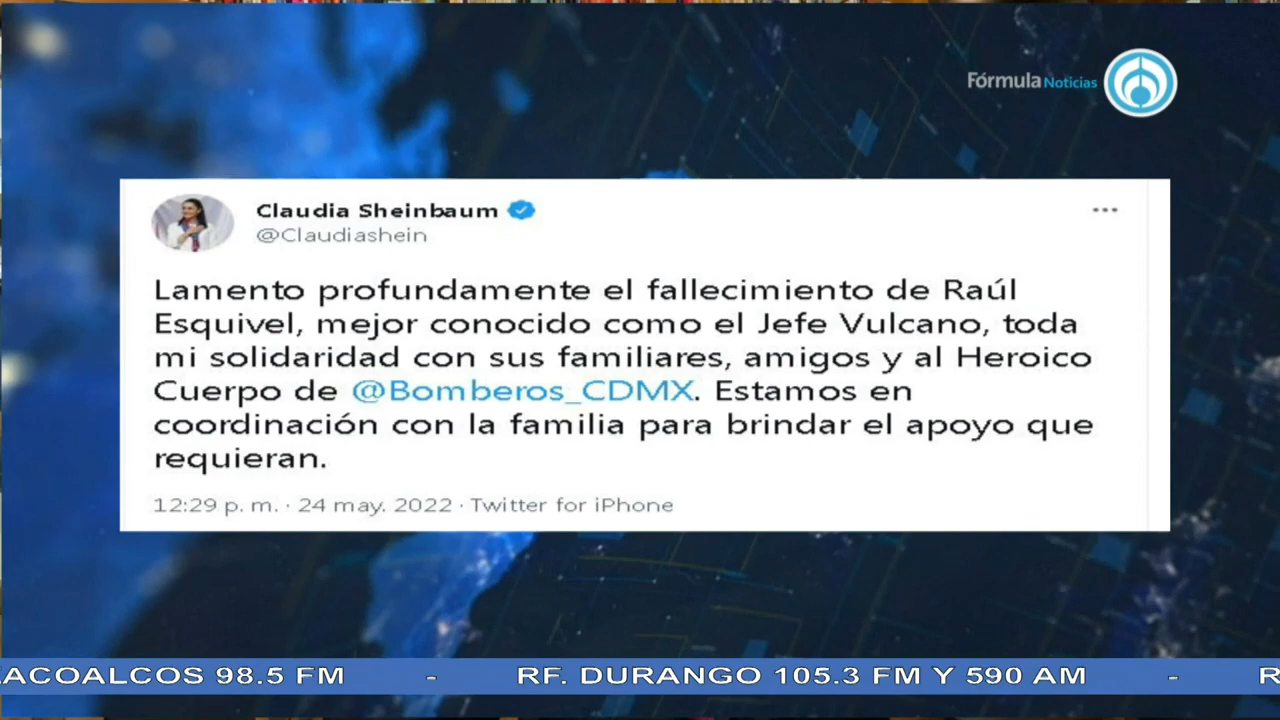 Fórmula Noticias
Claudia Sheinbaum
@Claudiashein
Lamento profundamente el fallecimiento de Raúl
Esquivel, mejor conocido como el Jefe Vulcano, toda
mi solidaridad con sus familiares, amigos y al Heroico
Cuerpo de @Bomberos_CDMX. Estamos en
coordinación con la familia para brindar el apoyo que
requieran.
12:29 p. m. · 24 may. 2022 · Twitter for iPhone
ACOALCOS 98.5 FM - RF. DURANGO 105.3 FM Y 590 AM - R